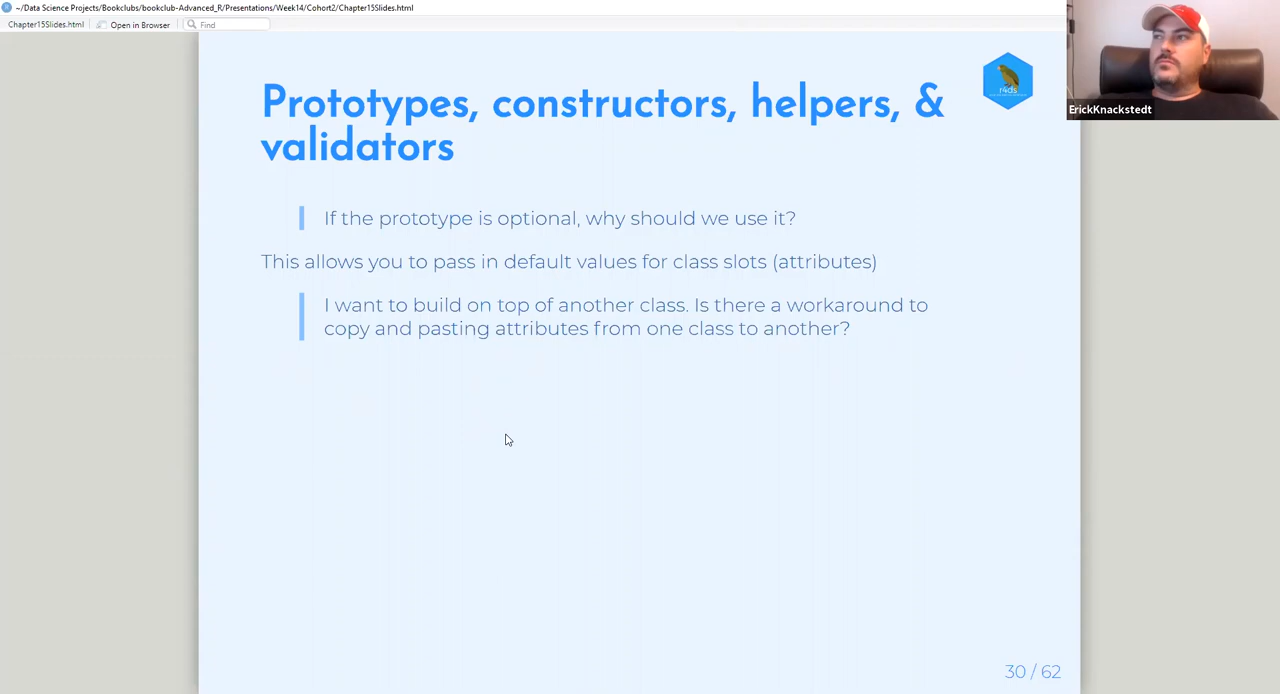 ~/Data Science Projects/Bookclubs/bookclub-Advanced_R/Presentations/Week14/Cohort2/Chapter15Slides.html
Chapter15Slides.html
Open in Browser
Find
Prototypes, constructors, helpers, &
validators
r4ds
ErickKnackstedt
If the prototype is optional, why should we use it?
This allows you to pass in default values for class slots (attributes)
I want to build on top of another class. Is there a workaround to
copy and pasting attributes from one class to another?
30 / 62